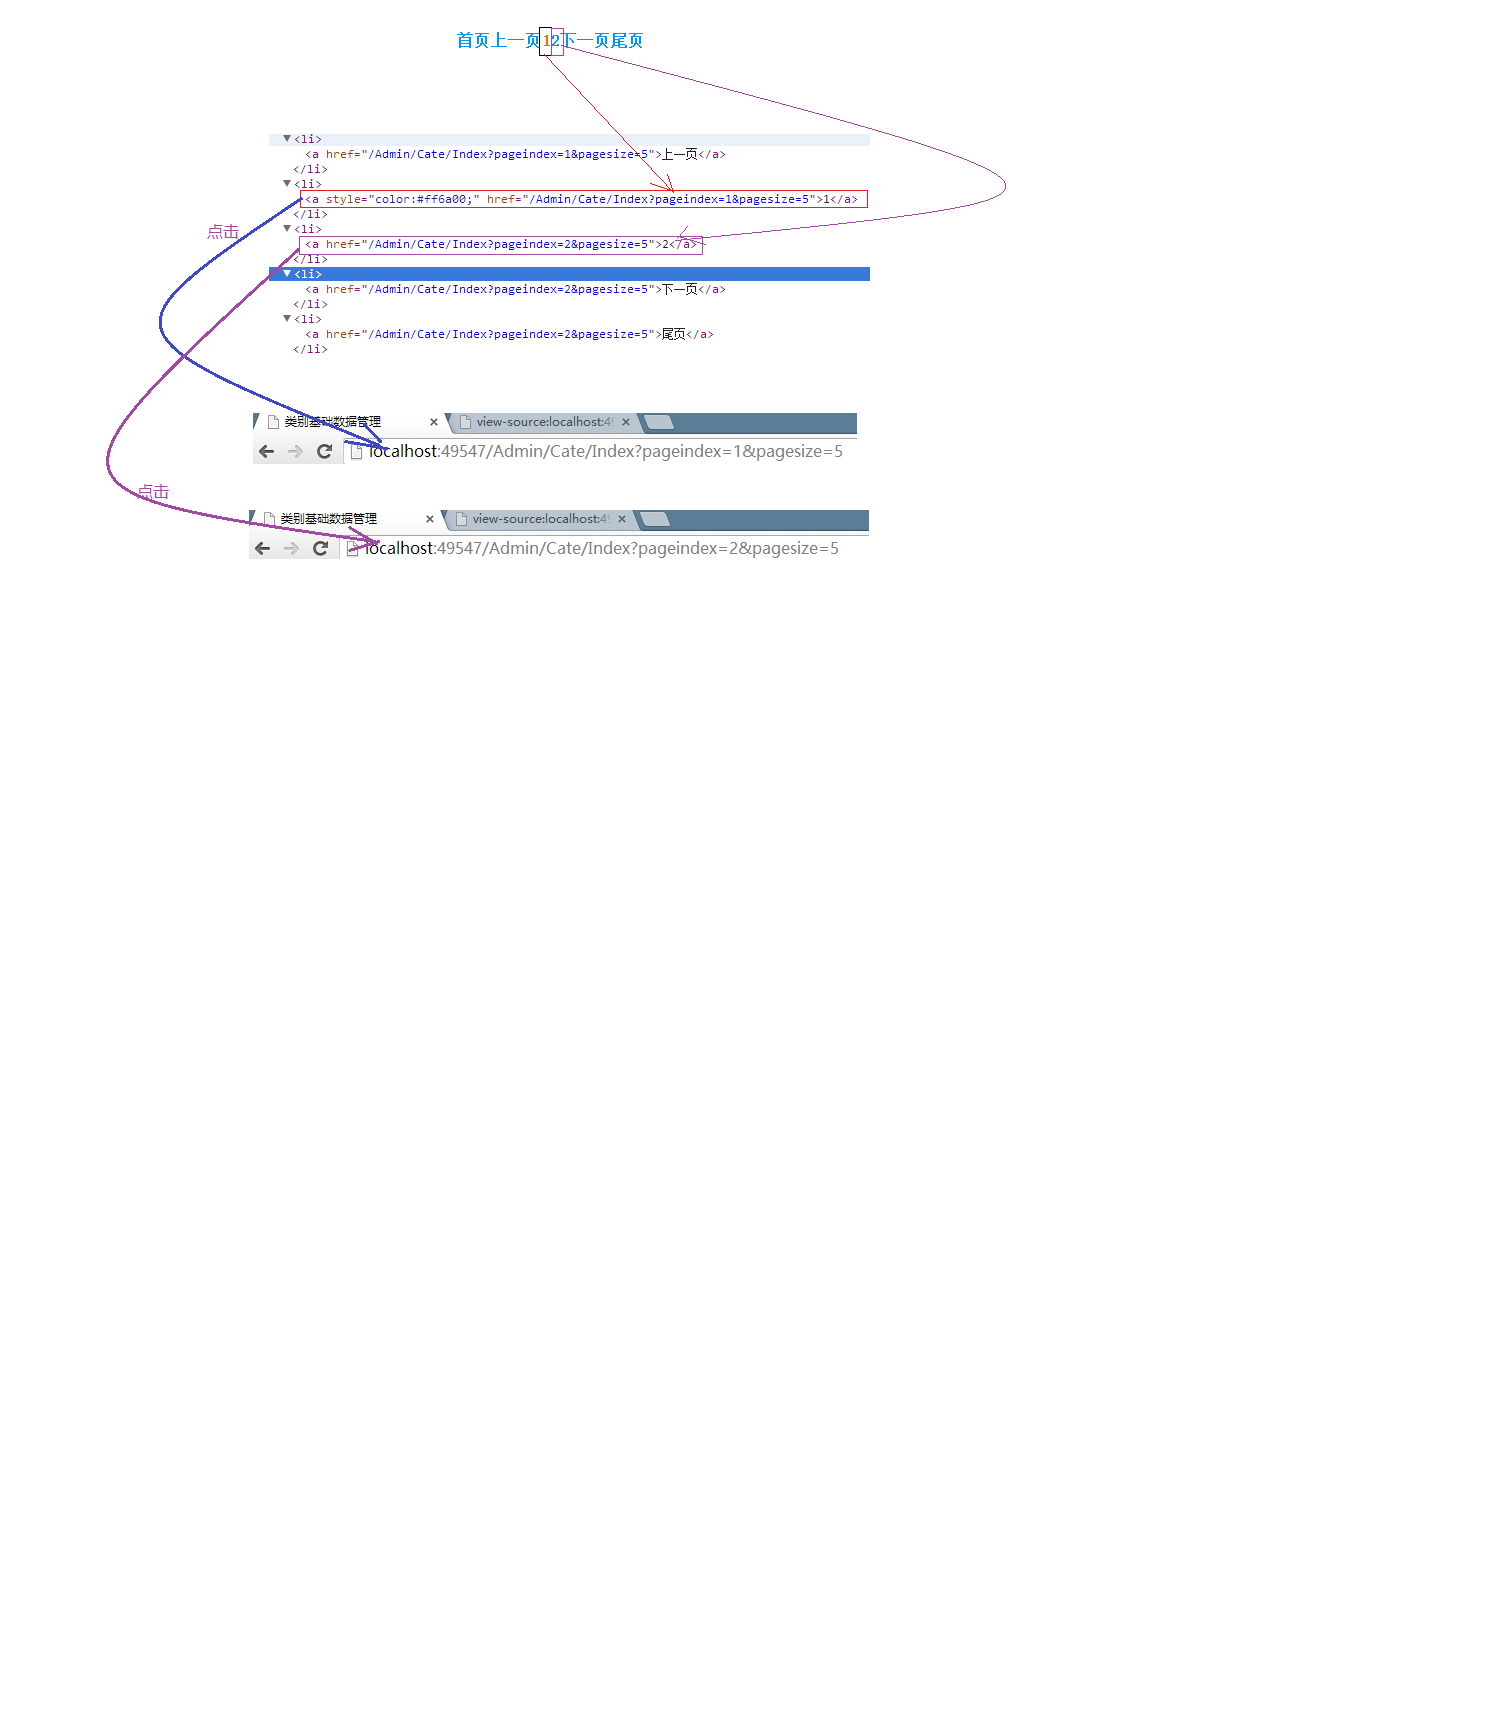 首页上一页12下一页尾页
<li>
<a href="/Admin/Cate/Index?pageindex=1&pagesize=5">上一页</a>
</li>
<li>
<a style="color:#ff6a00;" href="/Admin/Cate/Index?pageindex=1&pagesize=5">1</a>
</li>
点击
<li>
<a href="/Admin/Cate/Index?pageindex=2&pagesize=5">2</a>
</li>
<li>
<a href="/Admin/Cate/Index?pageindex=2&pagesize=5">下一页</a>
</li>
<li>
<a href="/Admin/Cate/Index?pageindex=2&pagesize=5">尾页</a>
</li>
类别基础数据管理 view-source:localhost:4
localhost:49547/Admin/Cate/Index?pageindex=1&pagesize=5
点击
类别基础数据管理 view-source:localhost:4
localhost:49547/Admin/Cate/Index?pageindex=2&pagesize=5